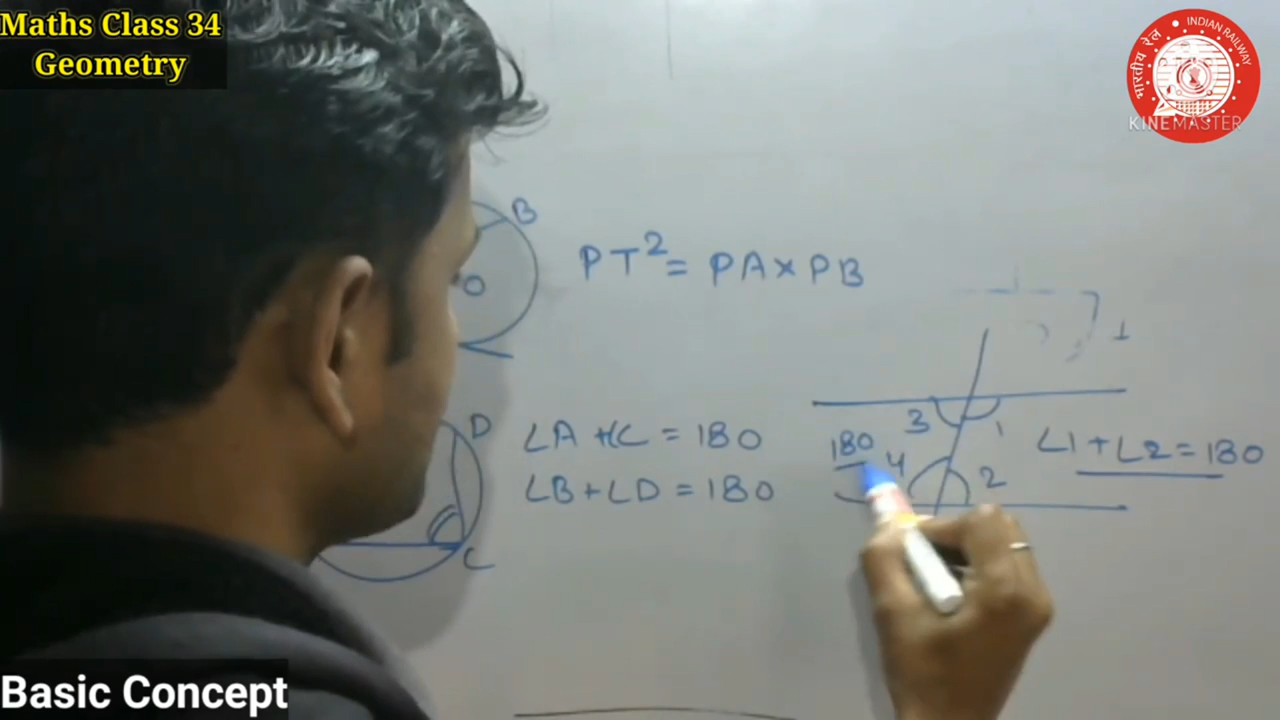 Maths Class 34
Geometry
भारतीय रेल INDIAN RAILWAY
KINEMASTER
B
O
PT² = PA×PB
D
∠A+∠C = 180
∠B+∠D = 180
C
3
1
180
4
2
∠1+∠2=180
Basic Concept